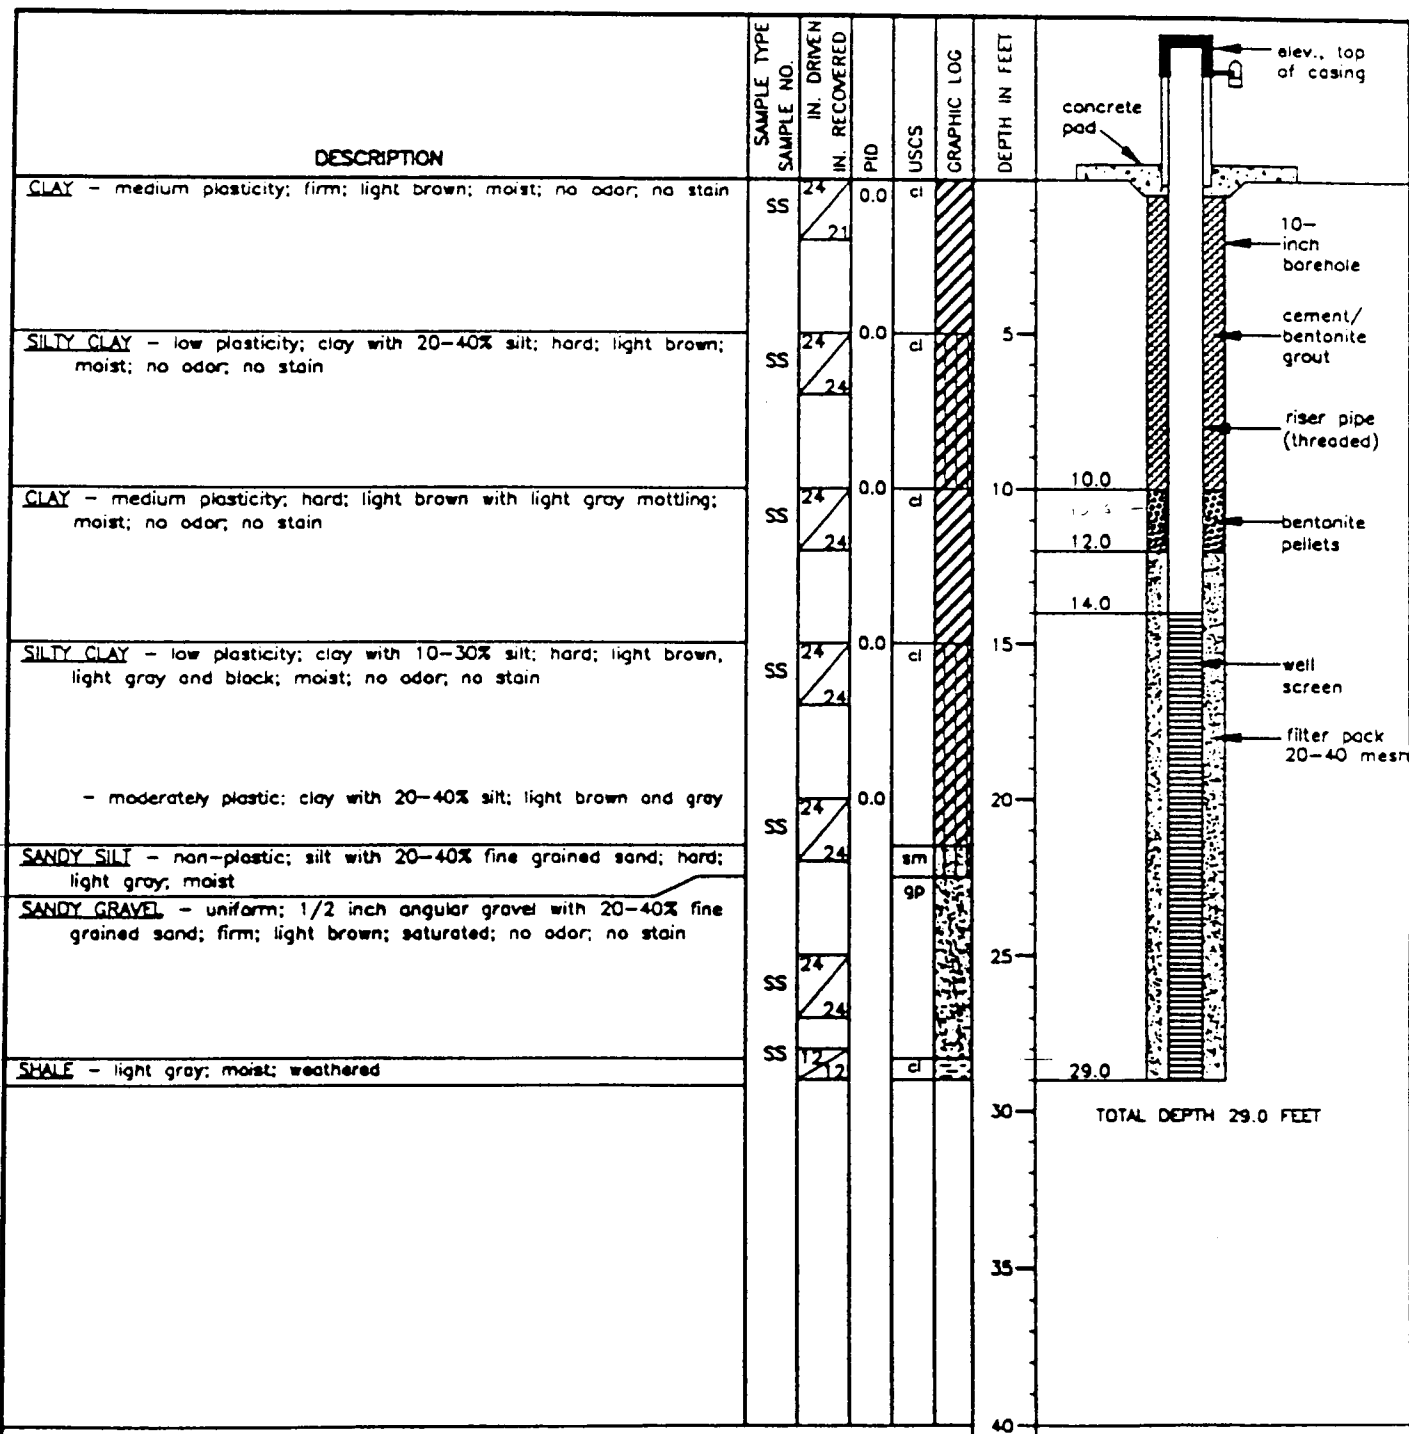 DESCRIPTION
SAMPLE TYPE
SAMPLE NO.
IN. DRIVEN
IN. RECOVERED
PID
USCS
GRAPHIC LOG
DEPTH IN FEET
elev., top
of casing
concrete
pad
CLAY - medium plasticity; firm; light brown; moist; no odor; no stain
SS
24
21
0.0
cl
10-
inch
borehole
SILTY CLAY - low plasticity; clay with 20-40% silt; hard; light brown;
moist; no odor; no stain
SS
24
24
0.0
cl
5
cement/
bentonite
grout
riser pipe
(threaded)
CLAY - medium plasticity; hard; light brown with light gray mottling;
moist; no odor; no stain
SS
24
24
0.0
cl
10
10.0
12.0
bentonite
pellets
14.0
SILTY CLAY - low plasticity; clay with 10-30% silt; hard; light brown,
light gray and black; moist; no odor; no stain
SS
24
24
0.0
cl
15
well
screen
filter pack
20-40 mesh
- moderately plastic; clay with 20-40% silt; light brown and gray
SS
24
24
0.0
20
SANDY SILT - non-plastic; silt with 20-40% fine grained sand; hard;
light gray; moist
sm
SANDY GRAVEL - uniform; 1/2 inch angular gravel with 20-40% fine
grained sand; firm; light brown; saturated; no odor; no stain
gp
SS
24
24
25
SS
12
12
SHALE - light gray; moist; weathered
cl
29.0
30
TOTAL DEPTH 29.0 FEET
35
40